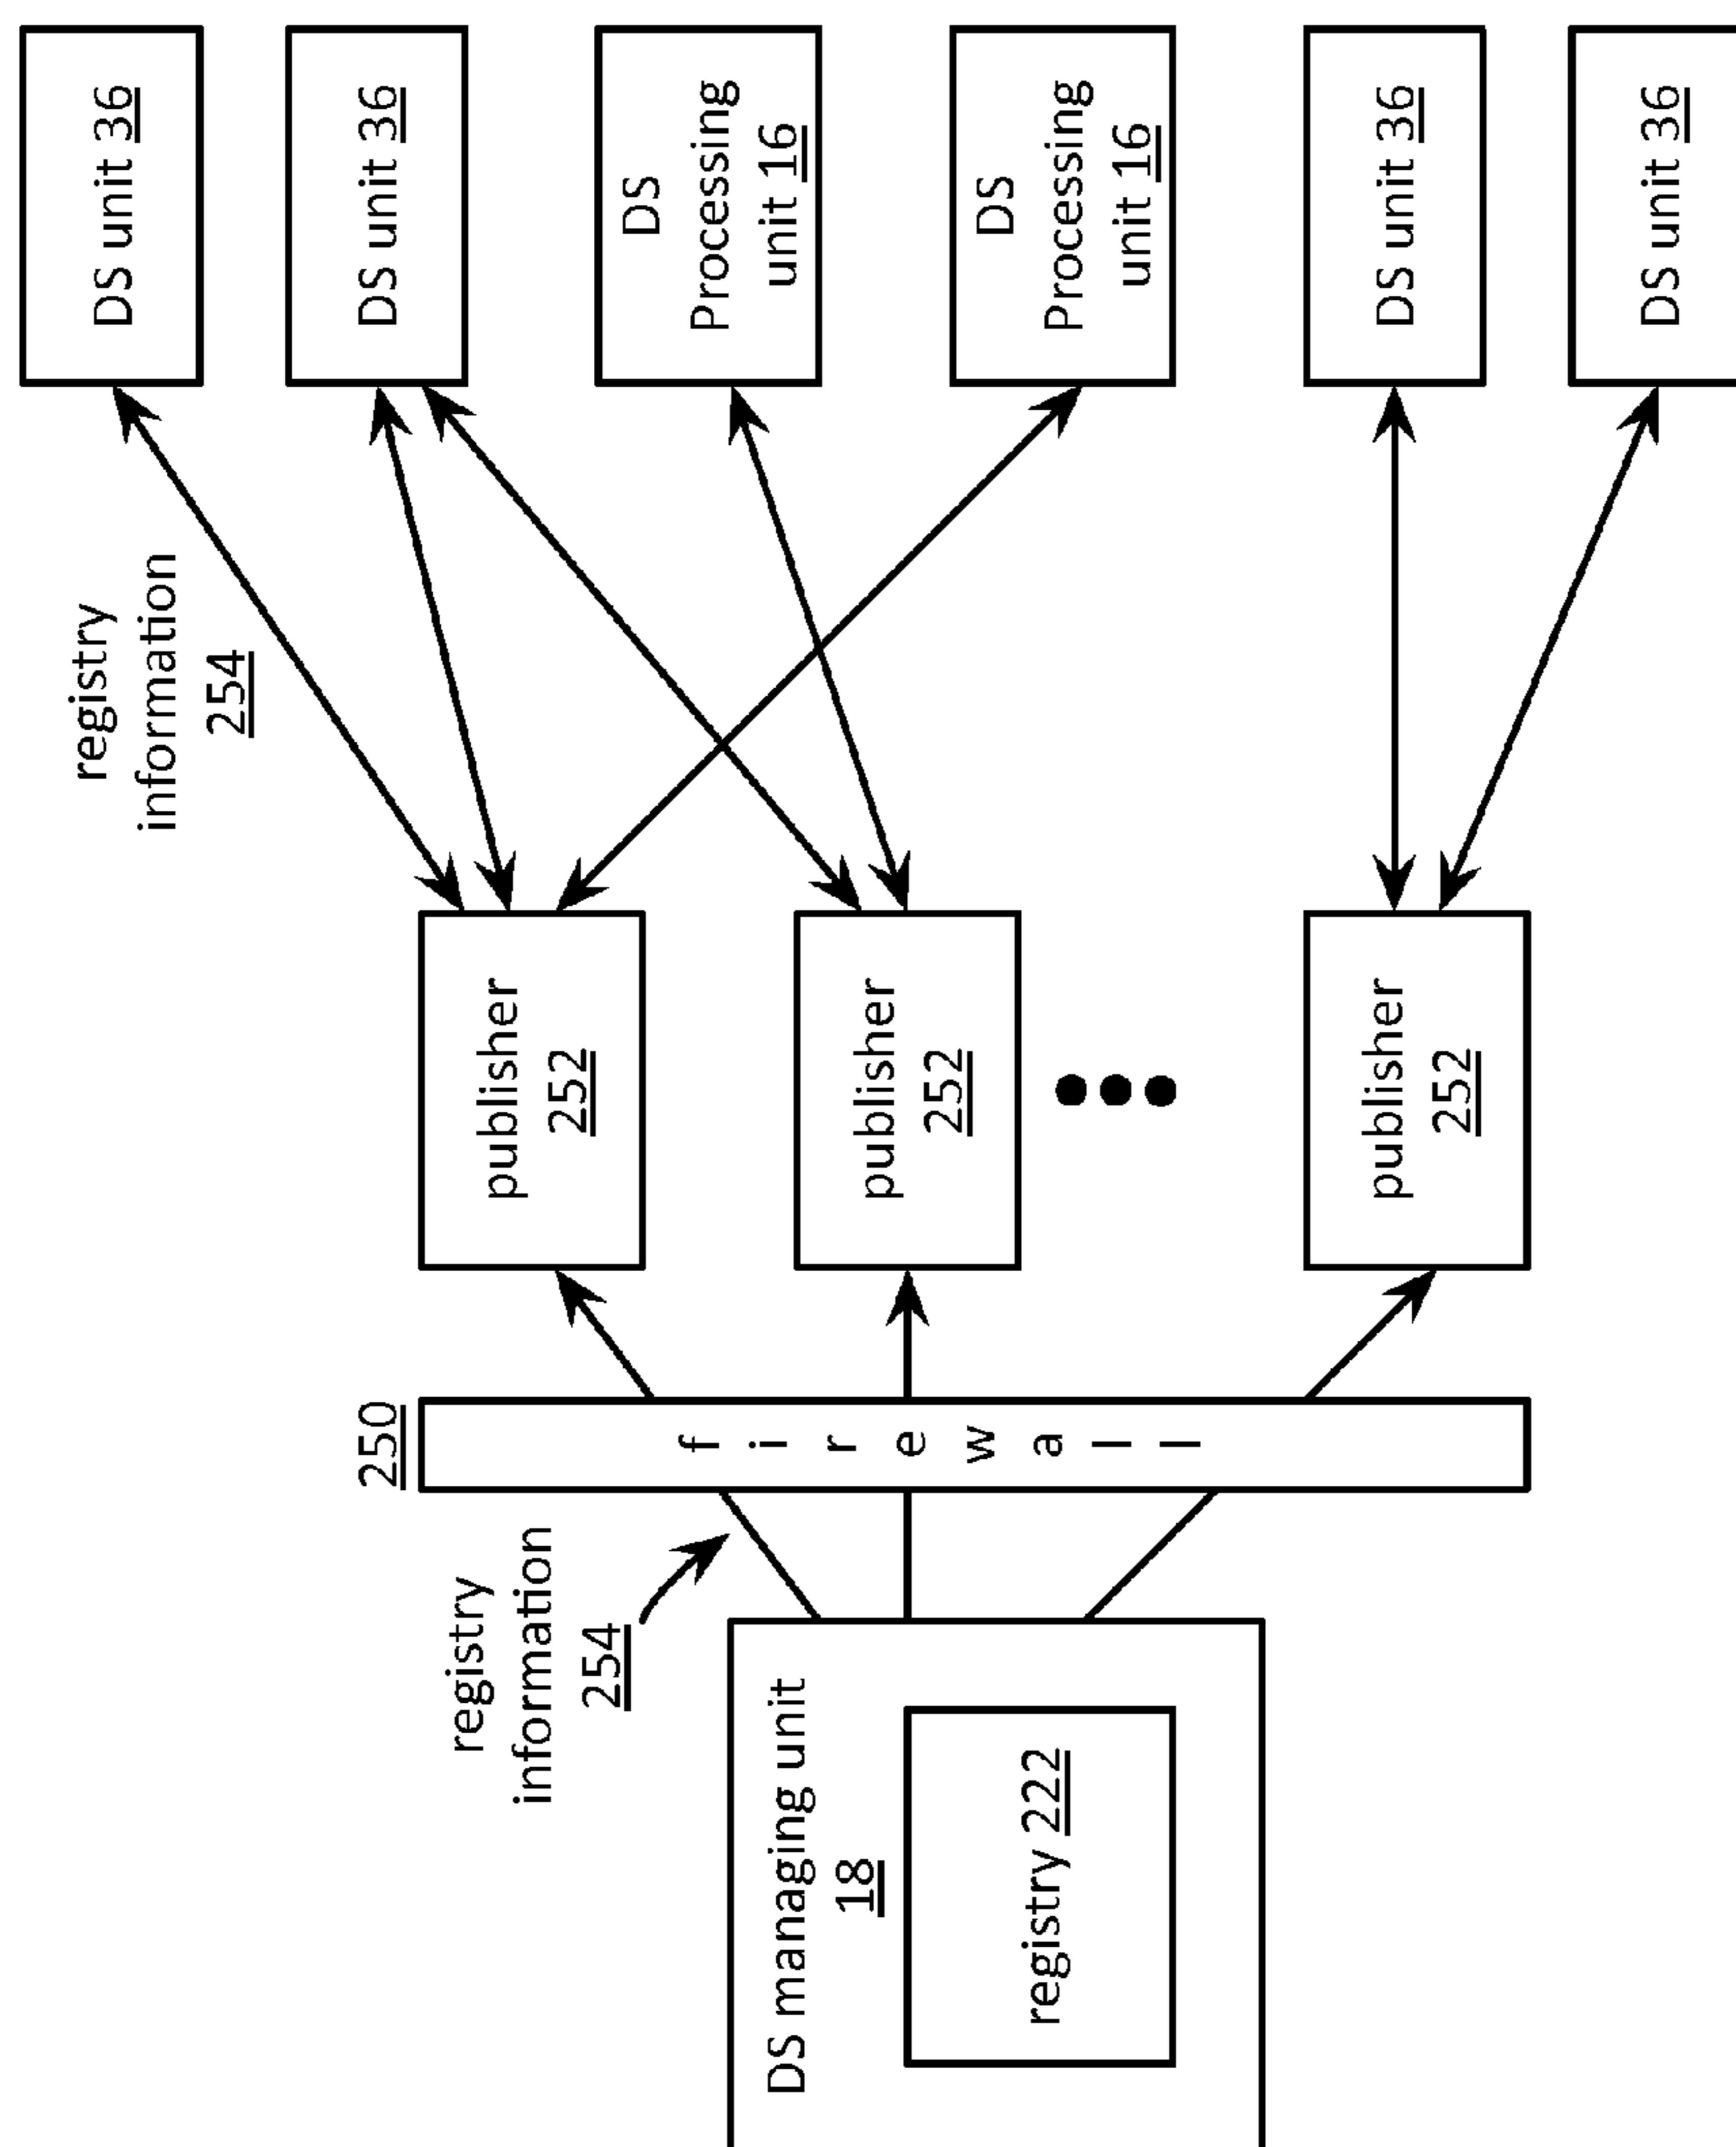 DS managing unit
18
registry 222
registry
information
254
250
firewall
publisher
252
publisher
252
publisher
252
registry
information
254
DS unit 36
DS unit 36
DS
Processing
unit 16
DS
Processing
unit 16
DS unit 36
DS unit 36